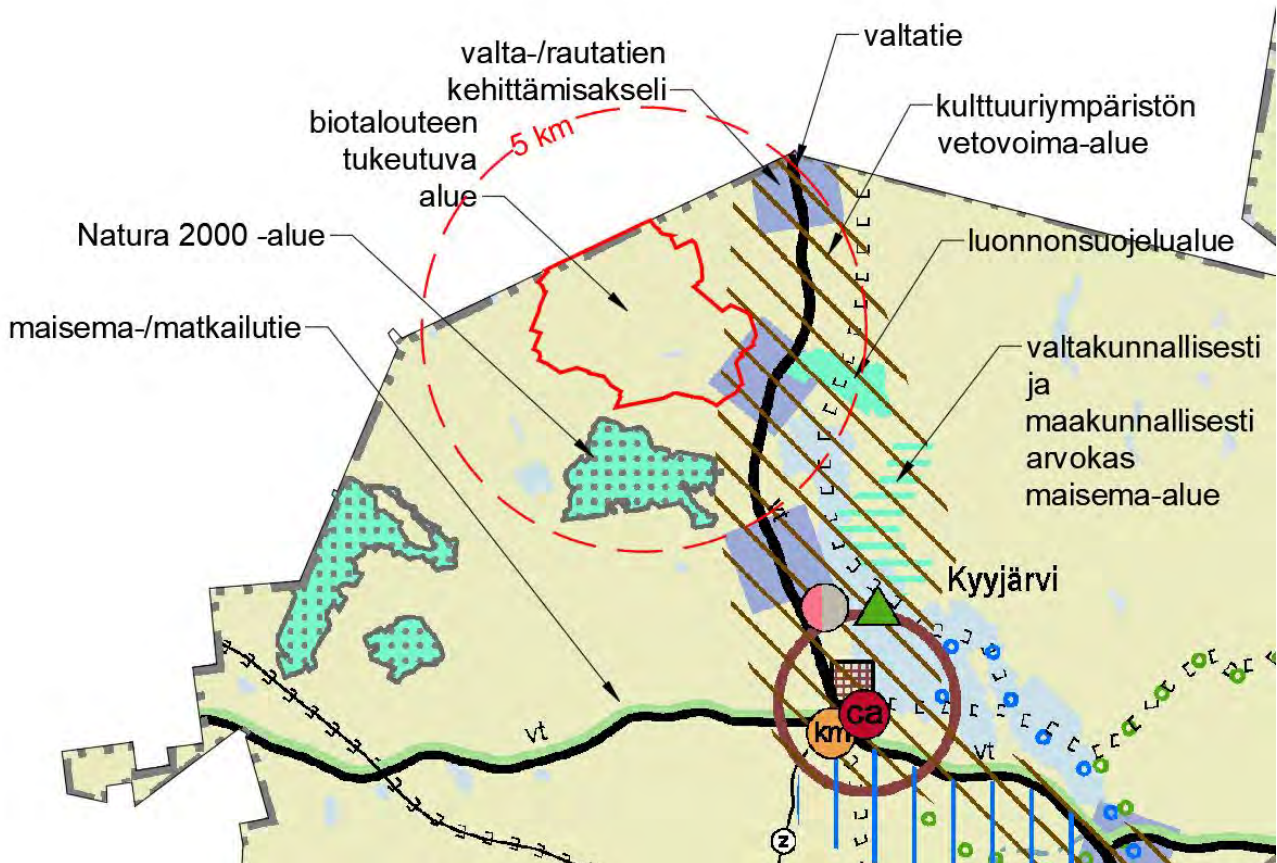 valta-/rautatien
kehittämisakseli
valtatie
biotalouteen
tukeutuva
alue
5 km
kulttuuriympäristön
vetovoima-alue
Natura 2000 -alue
luonnonsuojelualue
maisema-/matkailutie
valtakunnallisesti
ja
maakunnallisesti
arvokas
maisema-alue
vt
Kyyjärvi
ca
km
vt
vt
z